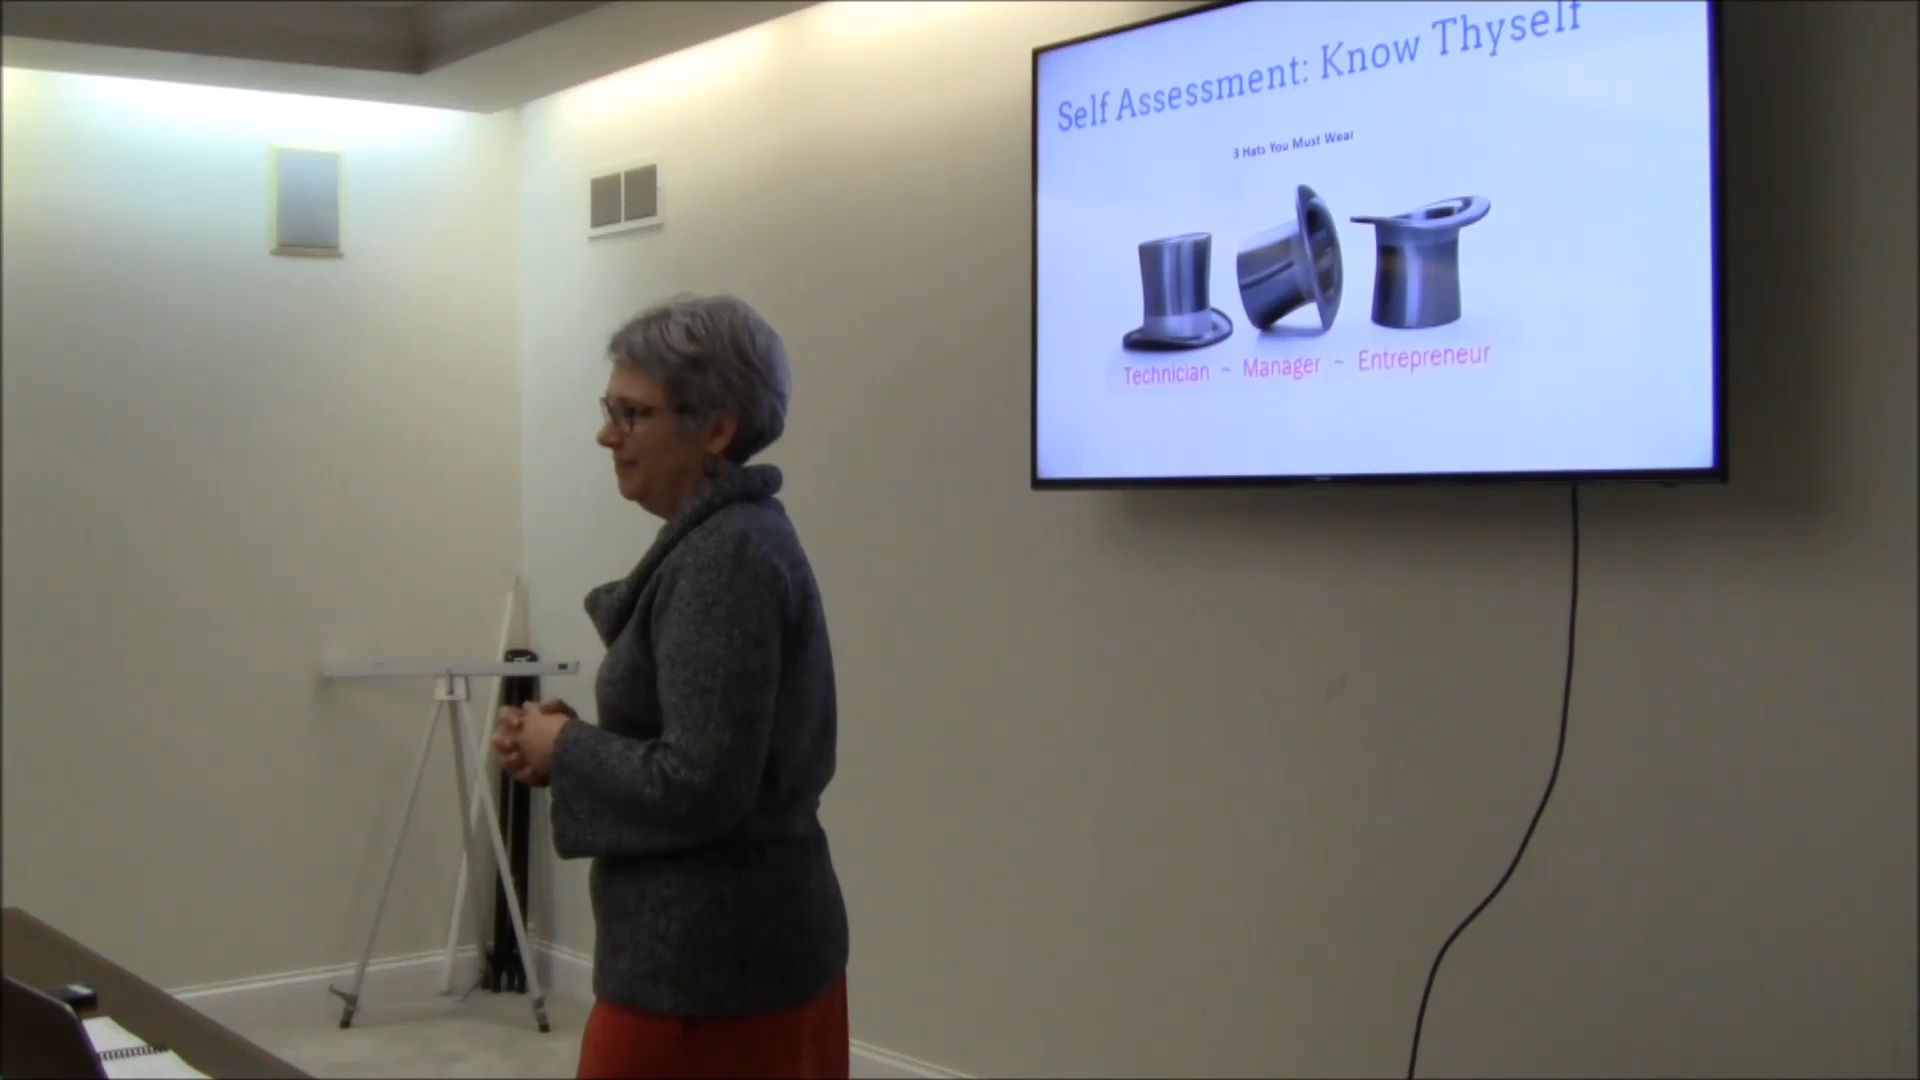 Self Assessment: Know Thyself
3 Hats You Must Wear
Technician ~ Manager ~ Entrepreneur